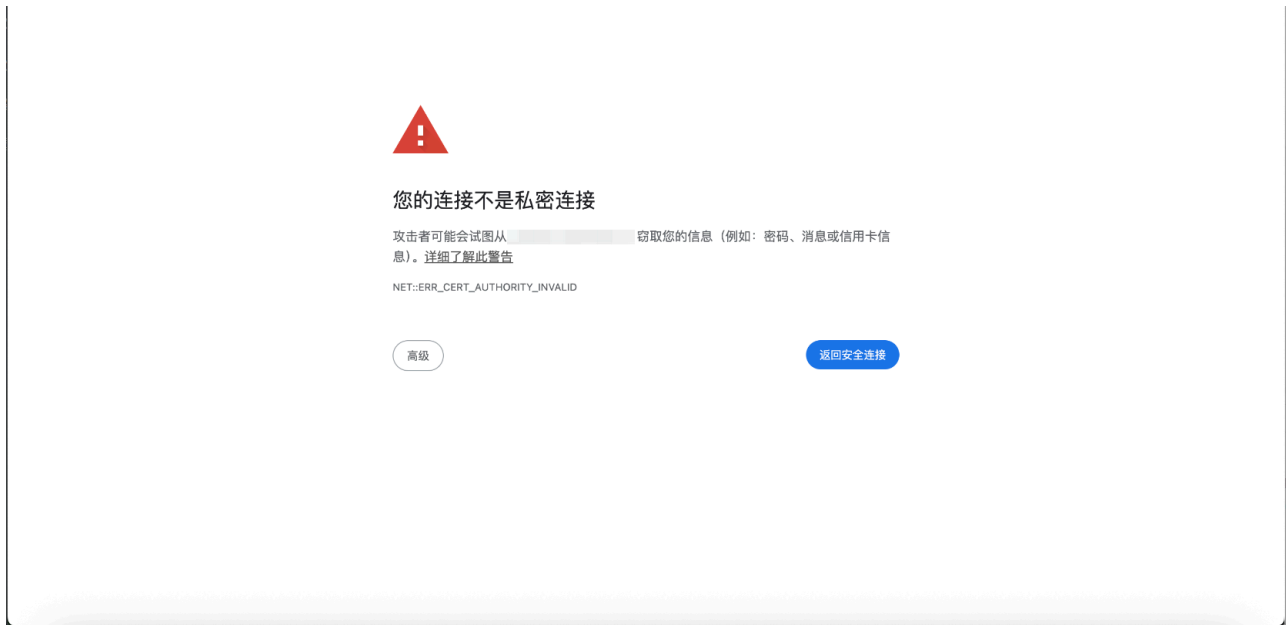 您的连接不是私密连接
攻击者可能会试图从 窃取您的信息（例如：密码、消息或信用卡信
息）。详细了解此警告
NET::ERR_CERT_AUTHORITY_INVALID
高级
返回安全连接